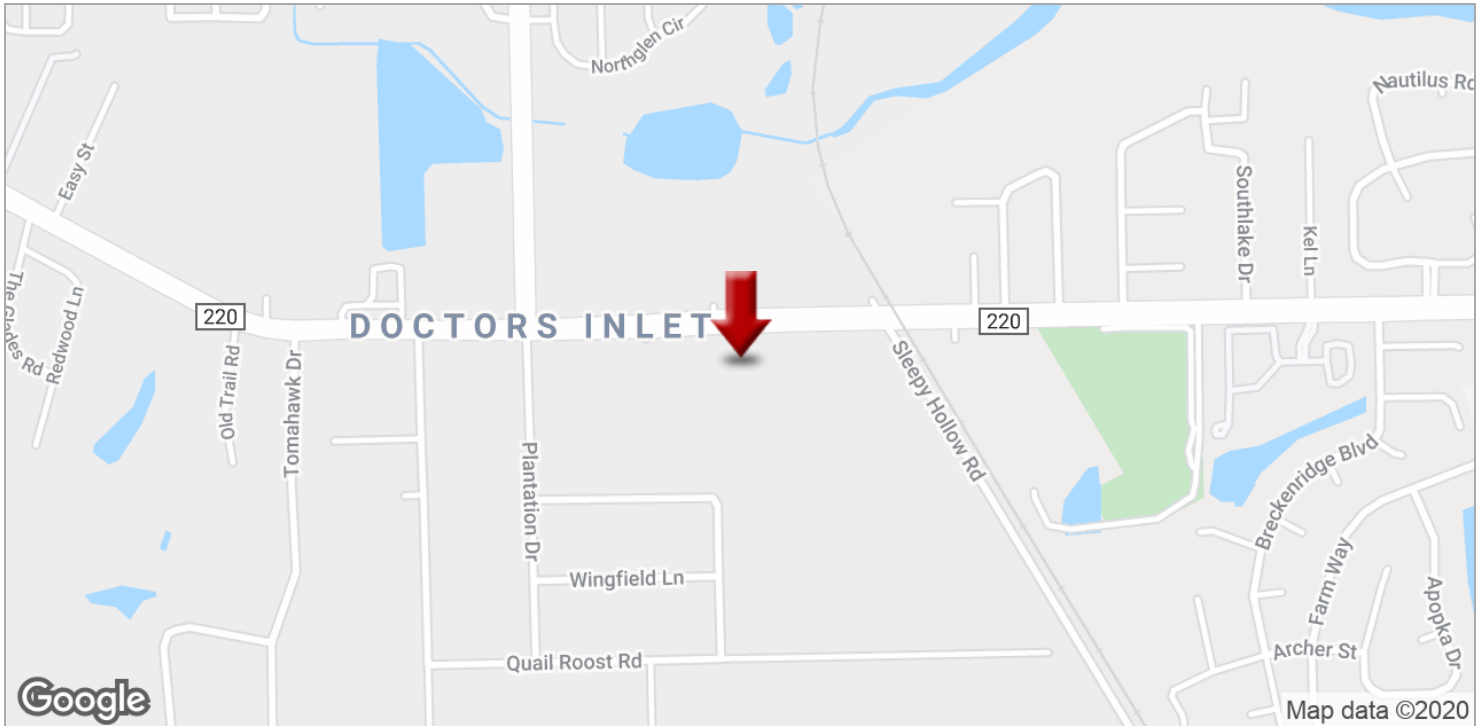 Northglen Cir
Nautilus Rd
Easy St
Southlake Dr
Kel Ln
The Glades Rd
Redwood Ln
220
DOCTORS INLET
220
Old Trail Rd
Tomahawk Dr
Sleepy Hollow Rd
Plantation Dr
Breckenridge Blvd
Wingfield Ln
Farm Way
Apopka Dr
Quail Roost Rd
Archer St
Google
Map data ©2020